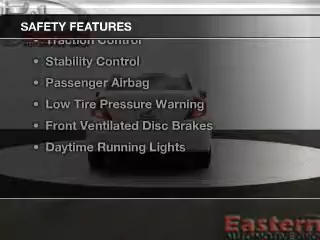 SAFETY FEATURES
• Traction Control
• Stability Control
• Passenger Airbag
• Low Tire Pressure Warning
• Front Ventilated Disc Brakes
• Daytime Running Lights
Eastern